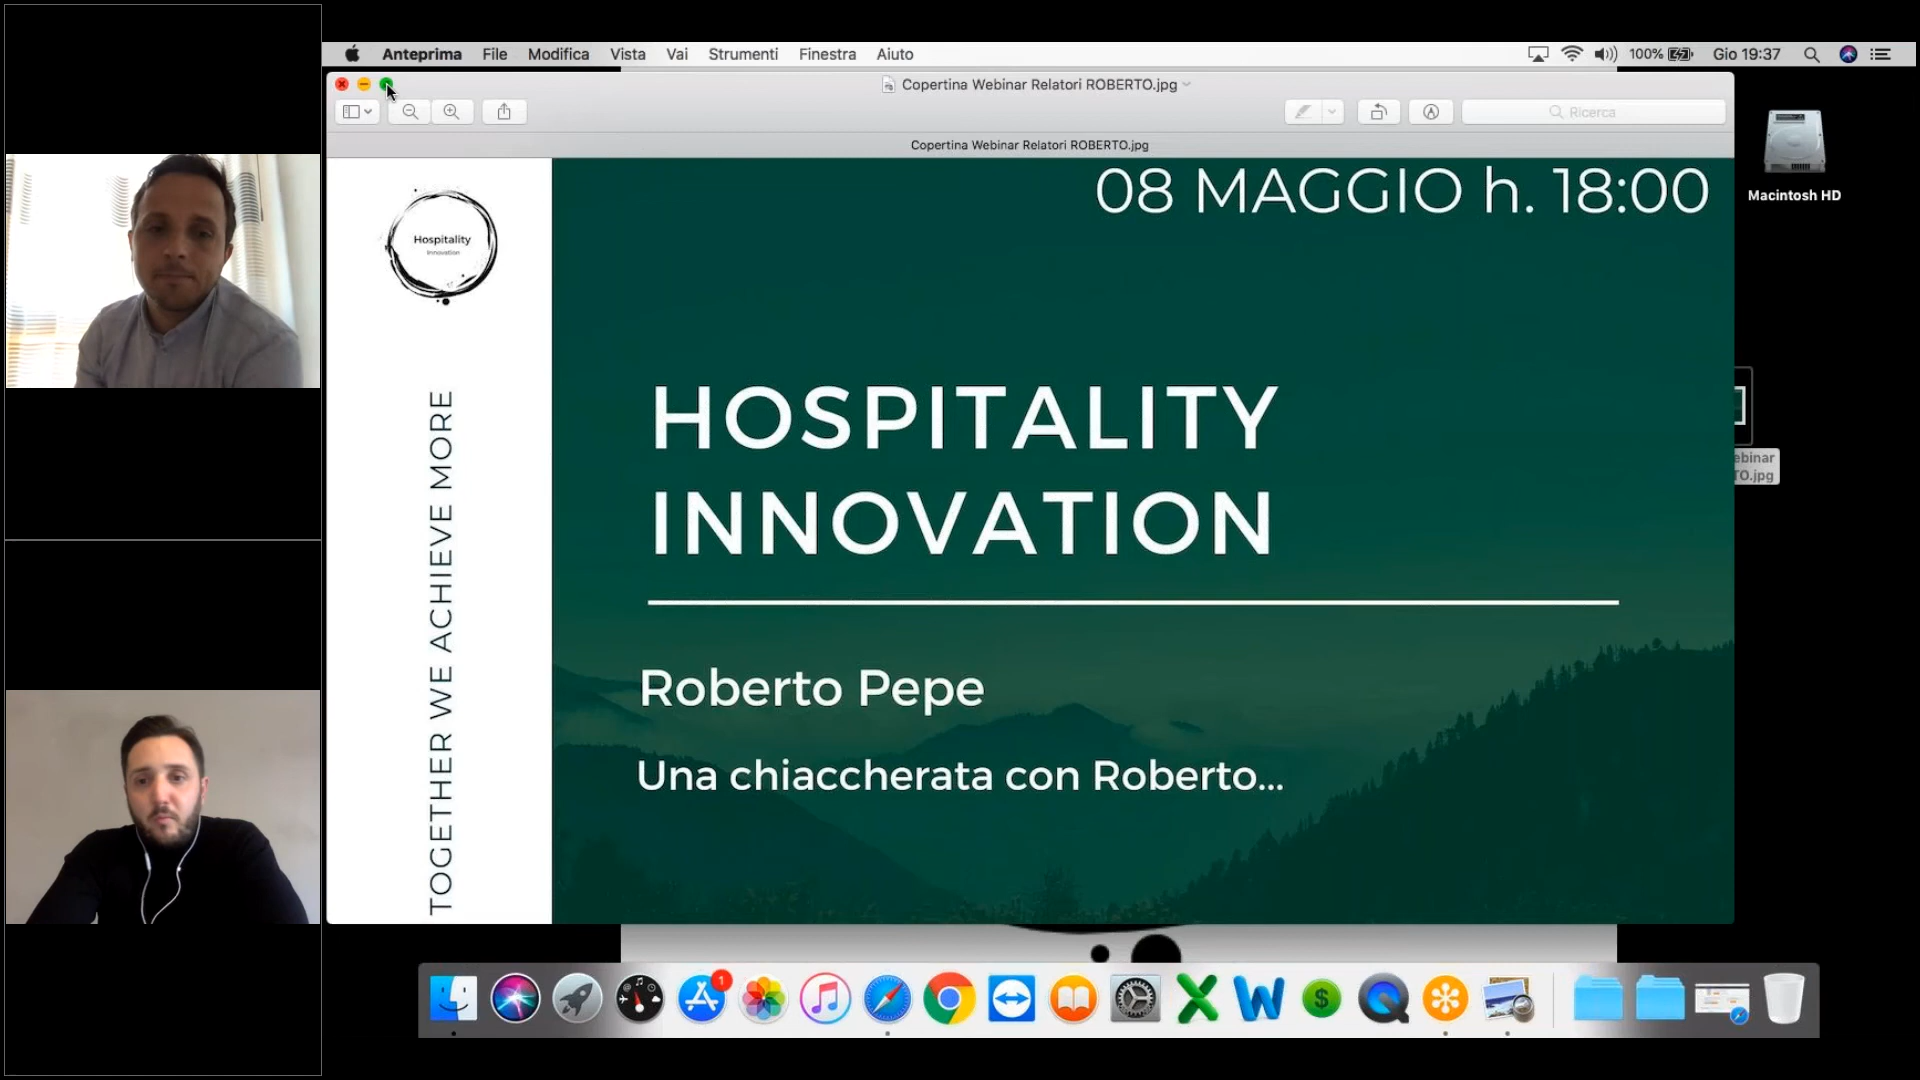 Anteprima File Modifica Vista Vai Strumenti Finestra Aiuto 100% Gio 19:37
Copertina Webinar Relatori ROBERTO.jpg
Ricerca
Copertina Webinar Relatori ROBERTO.jpg
Macintosh HD
08 MAGGIO h. 18:00
Hospitality
Innovation
TOGETHER WE ACHIEVE MORE
HOSPITALITY
INNOVATION
Roberto Pepe
Una chiaccherata con Roberto...
ebinar
TO.jpg
1